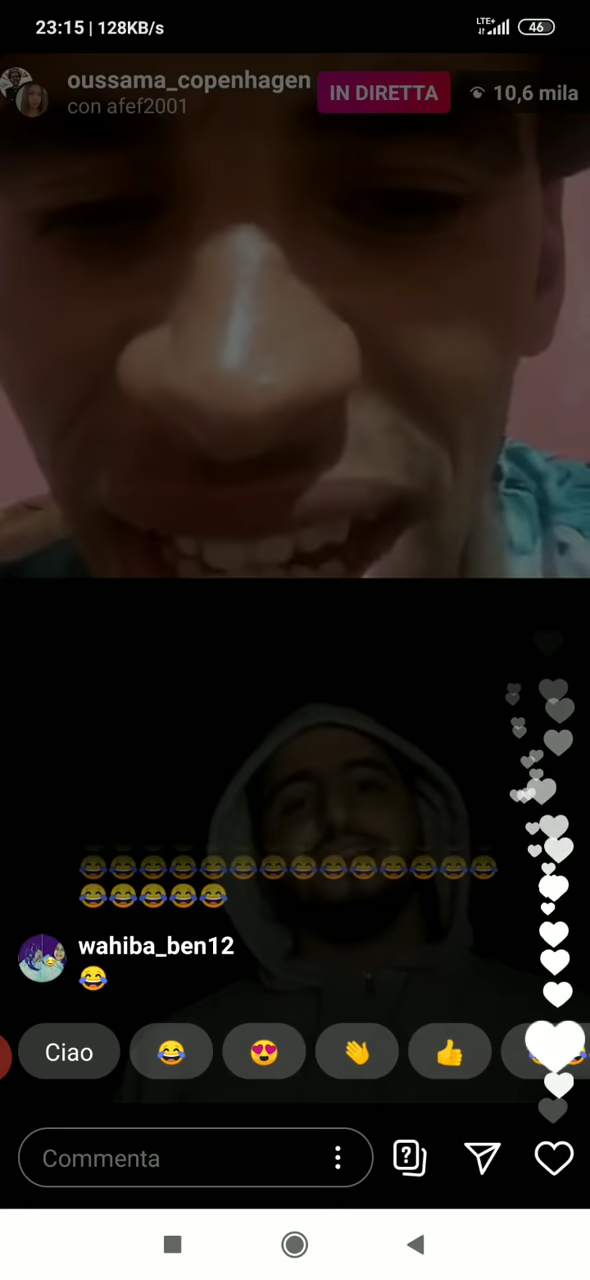 23:15 | 128KB/s
LTE+
46
oussama_copenhagen
con afef2001
IN DIRETTA
10,6 mila
😂😂😂😂😂😂😂😂😂😂😂😂😂😂
😂😂😂😂😂
wahiba_ben12
😂
Ciao 😂 😍 👋 👍
Commenta